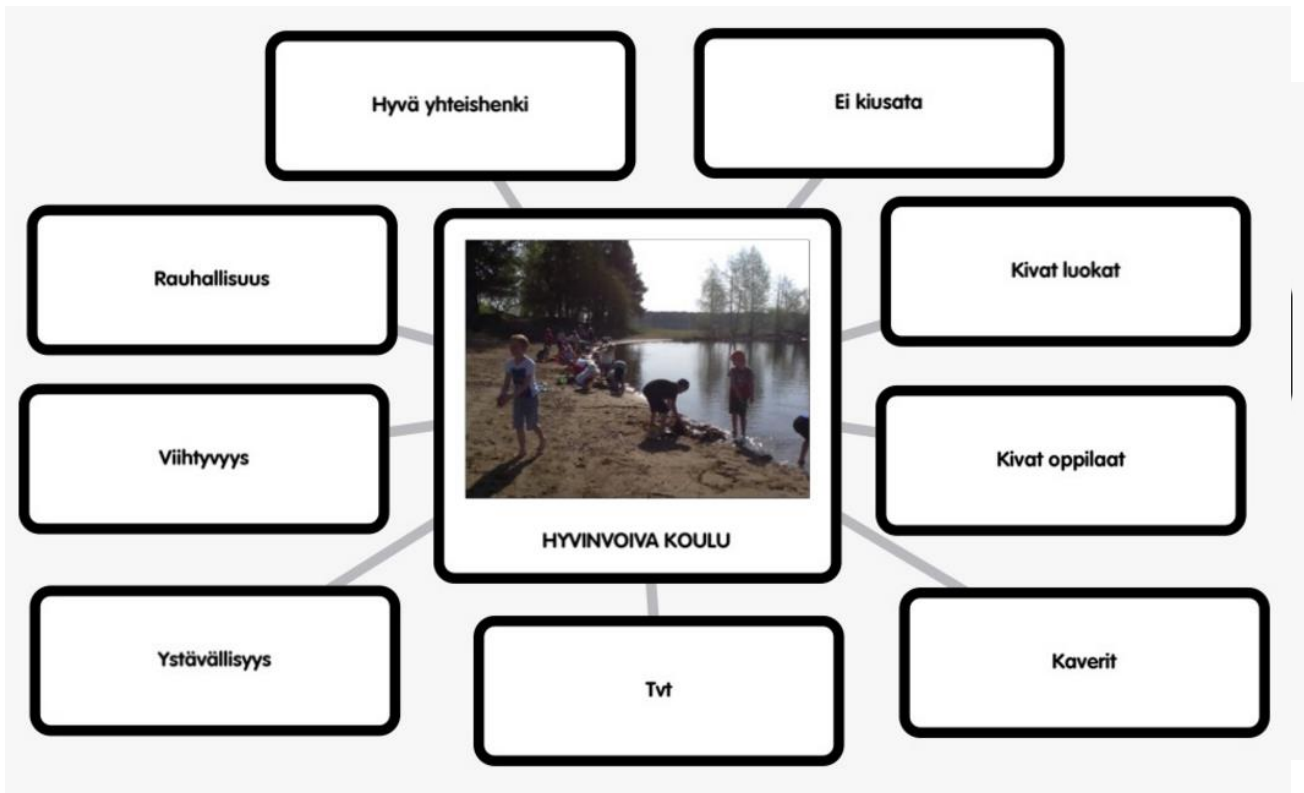 Hyvä yhteishenki
Ei kiusata
Rauhallisuus
Kivat luokat
Viihtyvyys
Kivat oppilaat
HYVINVOIVA KOULU
Ystävällisyys
Tvt
Kaverit